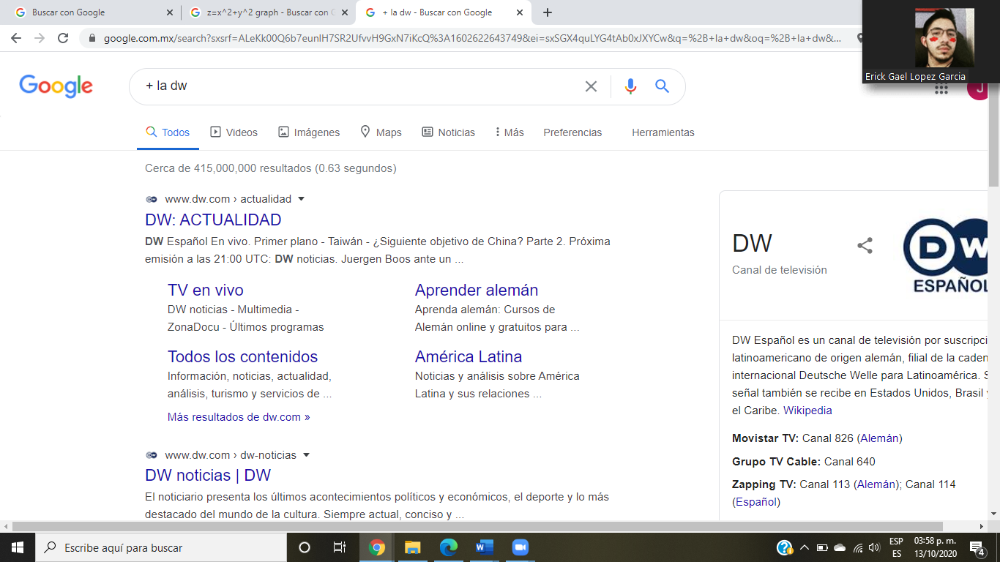 Buscar con Google
z=x^2+y^2 graph - Buscar con G
+ la dw - Buscar con Google
google.com.mx/search?sxsrf=ALeKk00Q6b7eunIH7SR2UfvvH9GxN7iKcQ%3A1602622643749&ei=sxSGX4quLYG4tAb0xJXYCw&q=%2B+la+dw&oq=%2B+la+dw&...
Erick Gael Lopez Garcia
J
Google
+ la dw
Todos Videos Imágenes Maps Noticias Más Preferencias Herramientas
Cerca de 415,000,000 resultados (0.63 segundos)
www.dw.com › actualidad
DW: ACTUALIDAD
DW Español En vivo. Primer plano - Taiwán - ¿Siguiente objetivo de China? Parte 2. Próxima
emisión a las 21:00 UTC: DW noticias. Juergen Boos ante un ...
TV en vivo
DW noticias - Multimedia -
ZonaDocu - Últimos programas
Aprender alemán
Aprenda alemán: Cursos de
Alemán online y gratuitos para ...
Todos los contenidos
Información, noticias, actualidad,
análisis, turismo y servicios de ...
América Latina
Noticias y análisis sobre América
Latina y sus relaciones ...
Más resultados de dw.com »
www.dw.com › dw-noticias
DW noticias | DW
El noticiario presenta los últimos acontecimientos políticos y económicos, el deporte y lo más
destacado del mundo de la cultura. Siempre actual, conciso y ...
DW
Canal de televisión
DW
ESPAÑOL
DW Español es un canal de televisión por suscripci
latinoamericano de origen alemán, filial de la caden
internacional Deutsche Welle para Latinoamérica. S
señal también se recibe en Estados Unidos, Brasil y
el Caribe. Wikipedia
Movistar TV: Canal 826 (Alemán)
Grupo TV Cable: Canal 640
Zapping TV: Canal 113 (Alemán); Canal 114
(Español)
Escribe aquí para buscar
ESP
ES
03:58 p. m.
13/10/2020
4